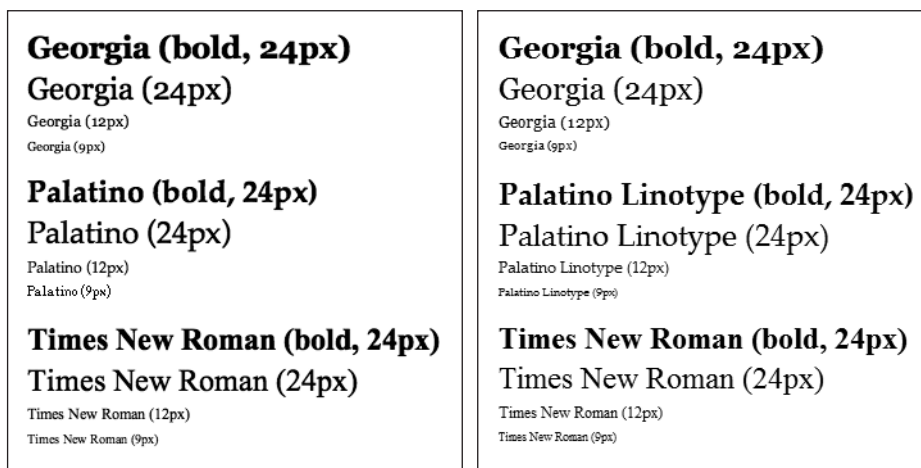 Georgia (bold, 24px)
Georgia (24px)
Georgia (12px)
Georgia (9px)
Palatino (bold, 24px)
Palatino (24px)
Palatino (12px)
Palatino (9px)
Times New Roman (bold, 24px)
Times New Roman (24px)
Times New Roman (12px)
Times New Roman (9px)
Georgia (bold, 24px)
Georgia (24px)
Georgia (12px)
Georgia (9px)
Palatino Linotype (bold, 24px)
Palatino Linotype (24px)
Palatino Linotype (12px)
Palatino Linotype (9px)
Times New Roman (bold, 24px)
Times New Roman (24px)
Times New Roman (12px)
Times New Roman (9px)